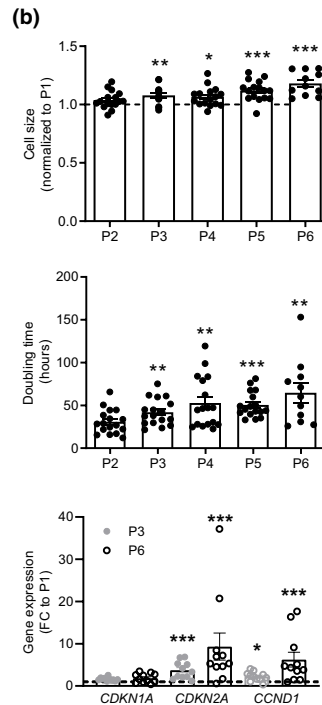 (b)
Cell size
(normalized to P1)
1.5
1.0
0.5
0.0
** * *** ***
P2 P3 P4 P5 P6
Doubling time
(hours)
200
150
100
50
0
** ** *** **
P2 P3 P4 P5 P6
Gene expression
(FC to P1)
40
30
20
10
0
P3
P6
*** *** * ***
CDKN1A CDKN2A CCND1